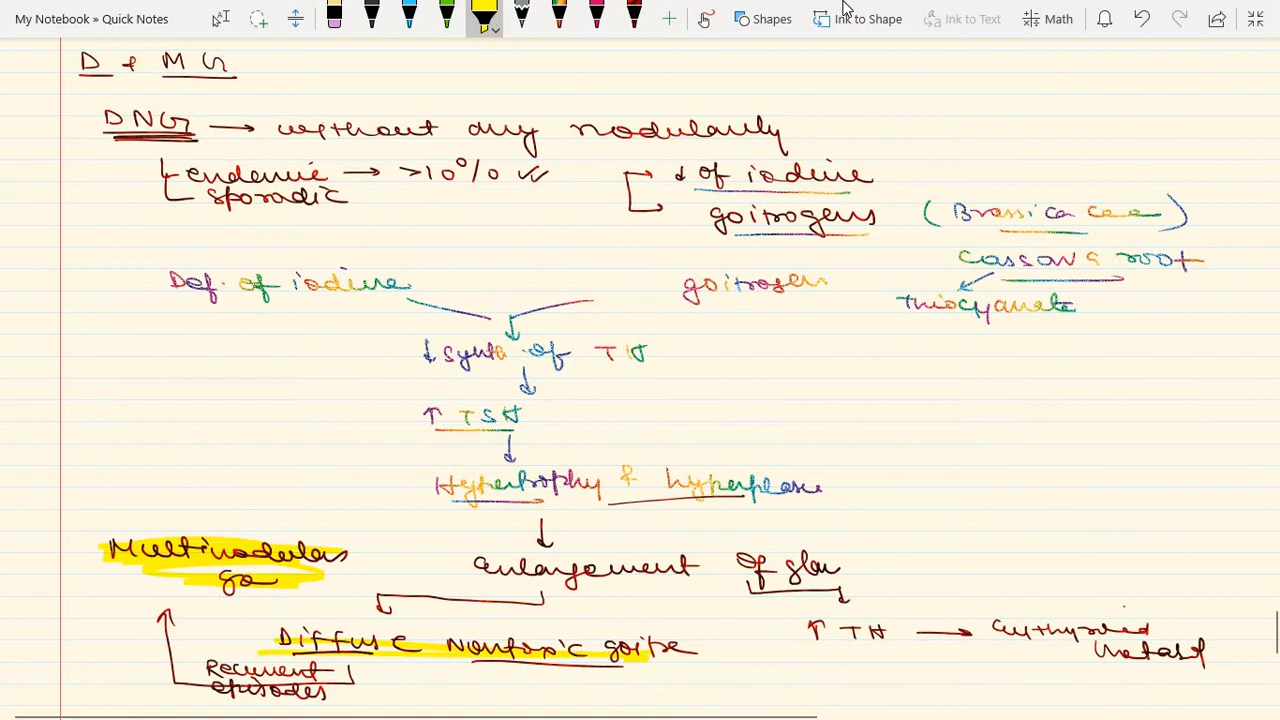 My Notebook » Quick Notes
Shapes
Ink to Shape
Ink to Text
Math
D + MG
DNG → without any nodularity
endemic → >10%
sporadic
↓ of iodine
goitrogens (Brassicaceae)
Cassava root
Thiocyanate
Def. of iodine
goitrogen
↓ Synth of TH
↑ TSH
Hypertrophy & hyperplasia
enlargement of glan
Multinodular
go
Diffuse Nontoxic goitre
Recurrent
episodes
↑ TH → euthyroid
metabol